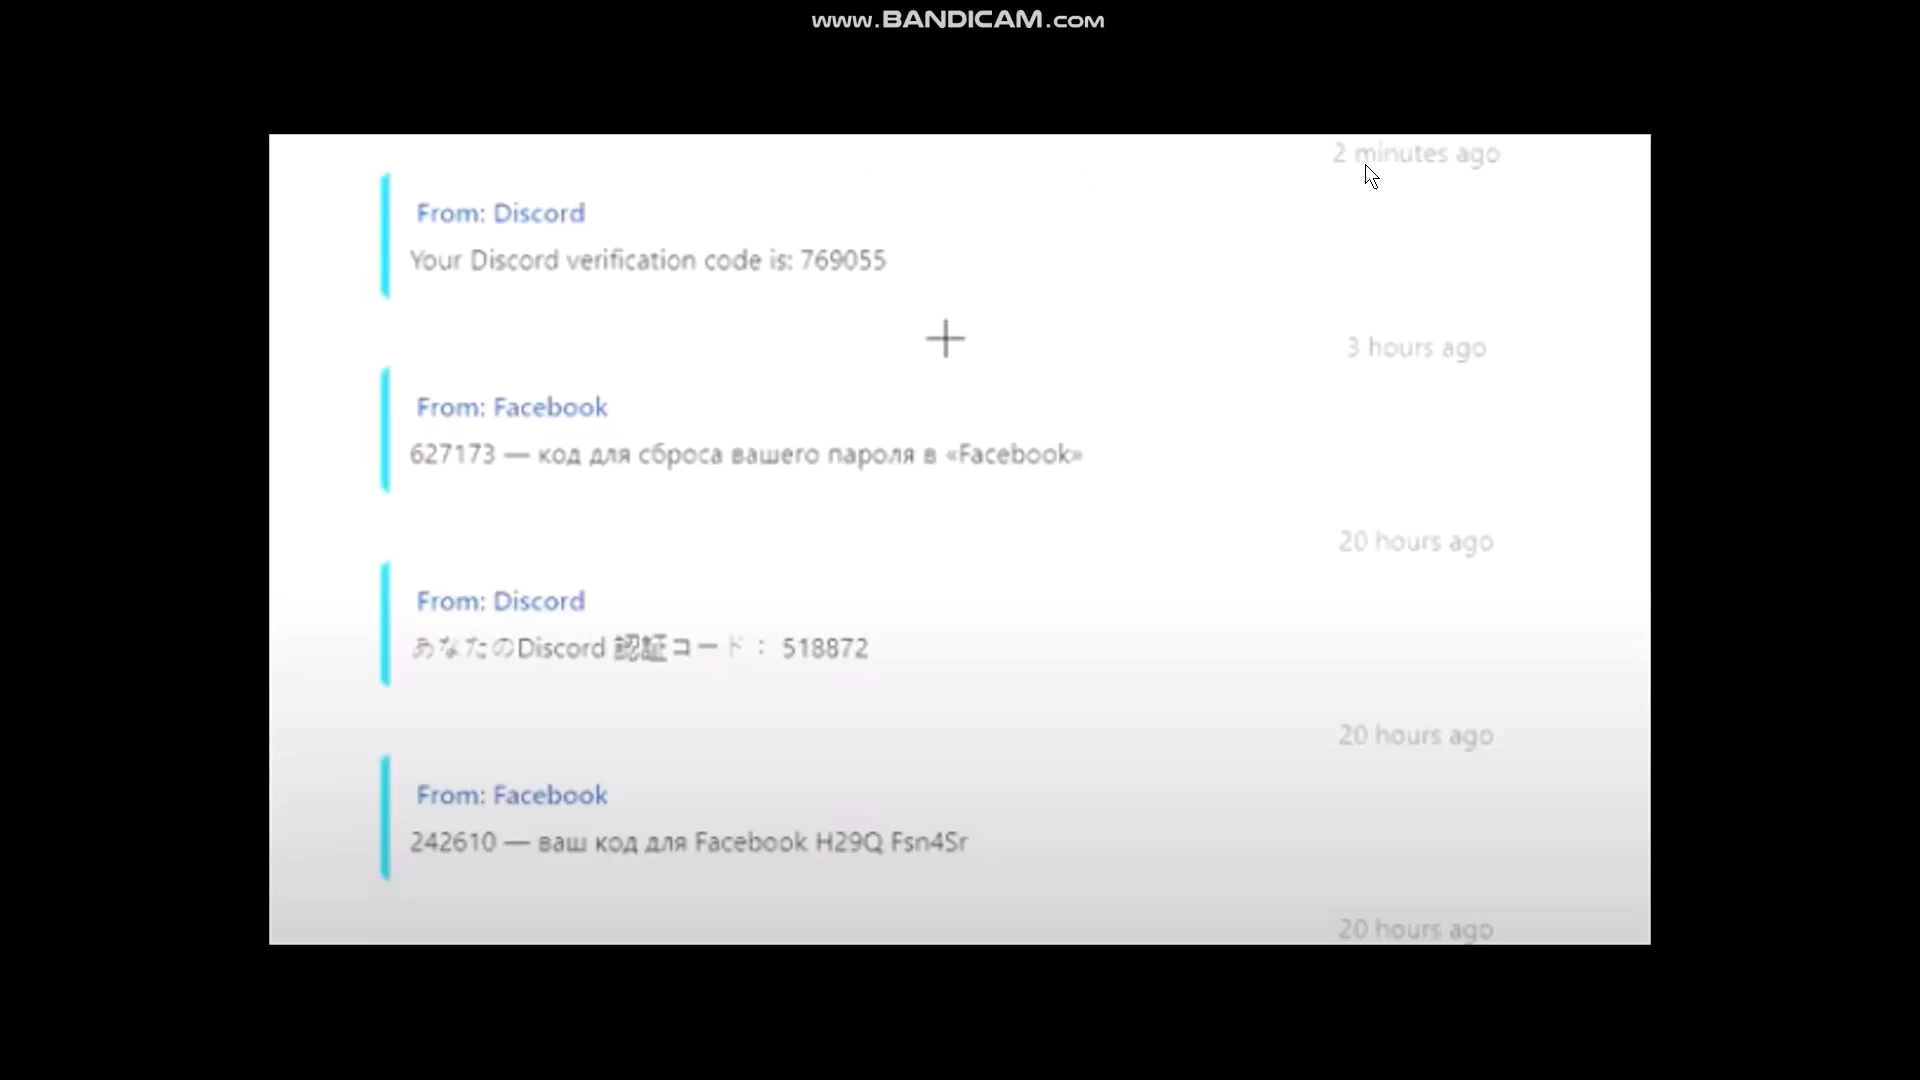 www.BANDICAM.com
2 minutes ago
From: Discord
Your Discord verification code is: 769055
3 hours ago
From: Facebook
627173 — код для сброса вашего пароля в «Facebook»
20 hours ago
From: Discord
あなたのDiscord 認証コード： 518872
20 hours ago
From: Facebook
242610 — ваш код для Facebook H29Q Fsn4Sr
20 hours ago